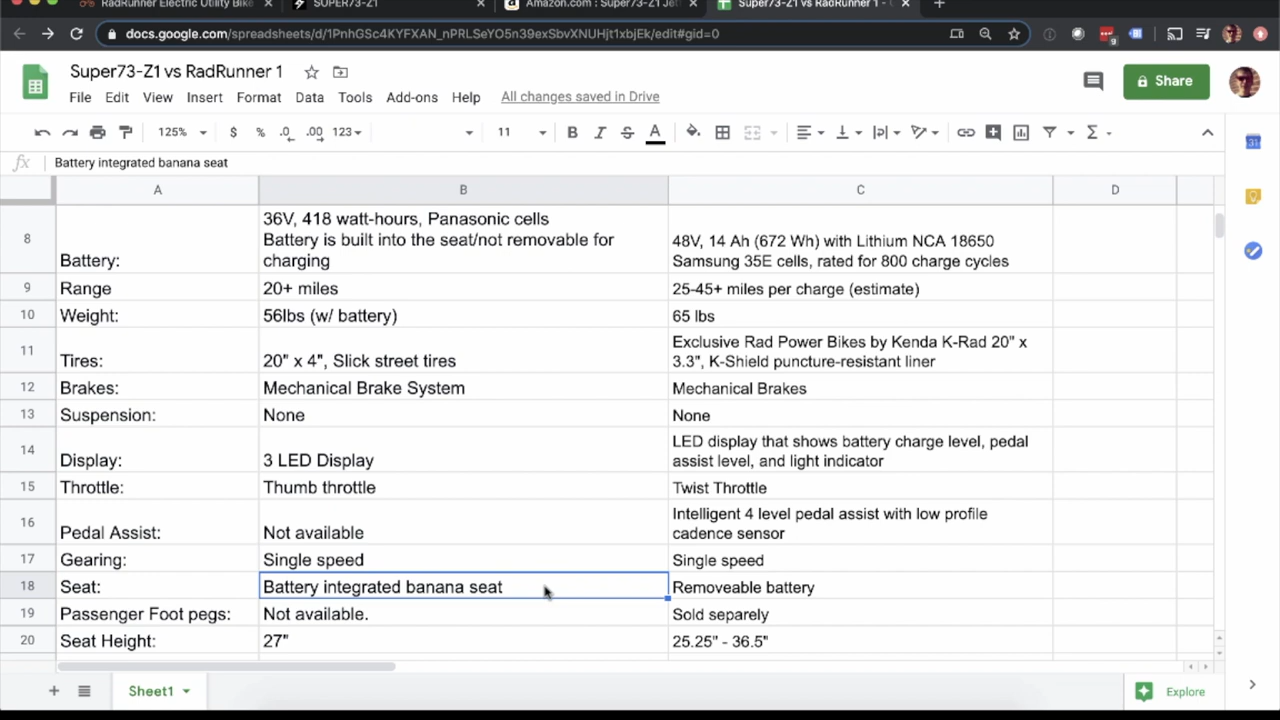 RadRunner Electric Utility Bike
SUPER73-Z1
Amazon.com : Super73-Z1 Jet
Super73-Z1 vs RadRunner 1 -
docs.google.com/spreadsheets/d/1PnhGSc4KYFXAN_nPRLSeYO5n39exSbvXNUHjt1xbjEk/edit#gid=0
9
Super73-Z1 vs RadRunner 1
Share
File Edit View Insert Format Data Tools Add-ons Help All changes saved in Drive
125% $ % .0 .00 123 11 B I S A Σ
fx Battery integrated banana seat
31
A B C D
8 Battery: 36V, 418 watt-hours, Panasonic cells
Battery is built into the seat/not removable for
charging
48V, 14 Ah (672 Wh) with Lithium NCA 18650
Samsung 35E cells, rated for 800 charge cycles
9 Range 20+ miles 25-45+ miles per charge (estimate)
10 Weight: 56lbs (w/ battery) 65 lbs
11 Tires: 20" x 4", Slick street tires Exclusive Rad Power Bikes by Kenda K-Rad 20" x
3.3", K-Shield puncture-resistant liner
12 Brakes: Mechanical Brake System Mechanical Brakes
13 Suspension: None None
14 Display: 3 LED Display LED display that shows battery charge level, pedal
assist level, and light indicator
15 Throttle: Thumb throttle Twist Throttle
16 Pedal Assist: Not available Intelligent 4 level pedal assist with low profile
cadence sensor
17 Gearing: Single speed Single speed
18 Seat: Battery integrated banana seat Removeable battery
19 Passenger Foot pegs: Not available. Sold separately
20 Seat Height: 27" 25.25" - 36.5"
Sheet1
Explore